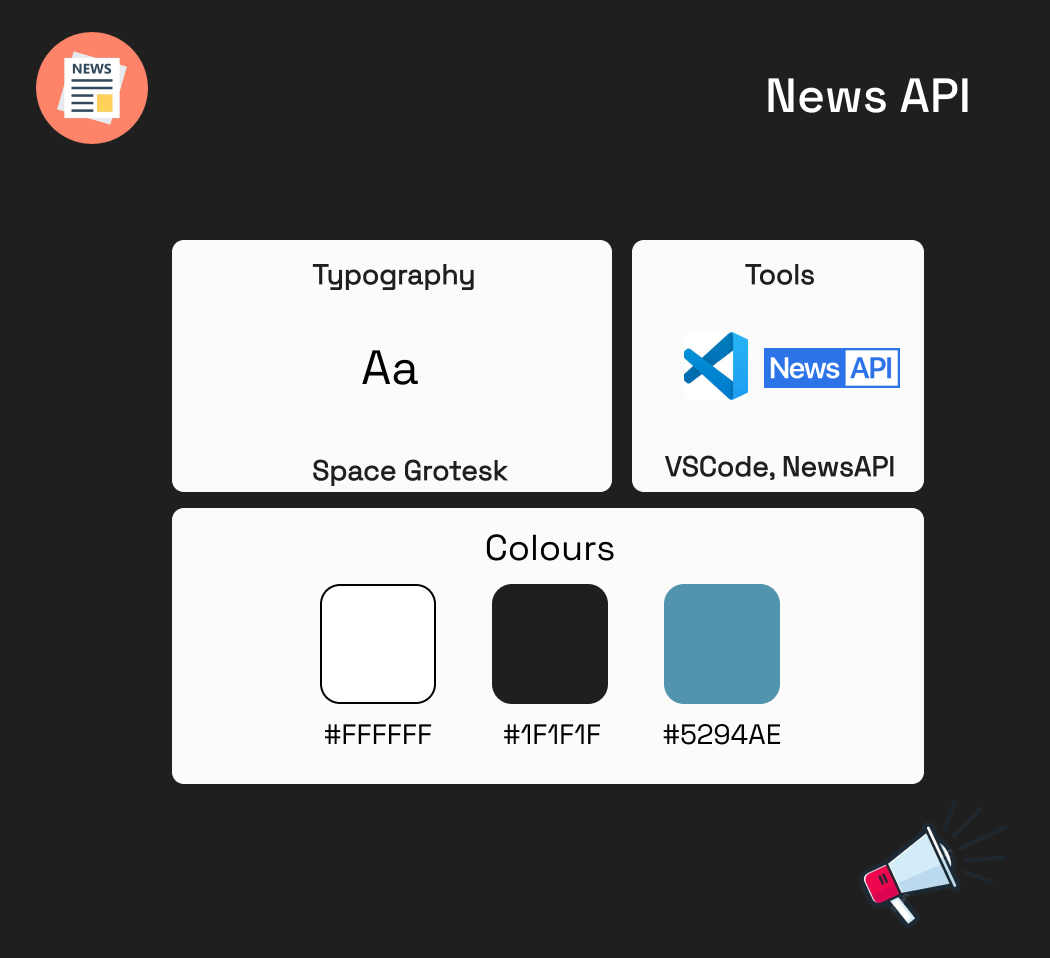 NEWS
News API
Typography
Aa
Space Grotesk
Tools
News API
VSCode, NewsAPI
Colours
#FFFFFF
#1F1F1F
#5294AE